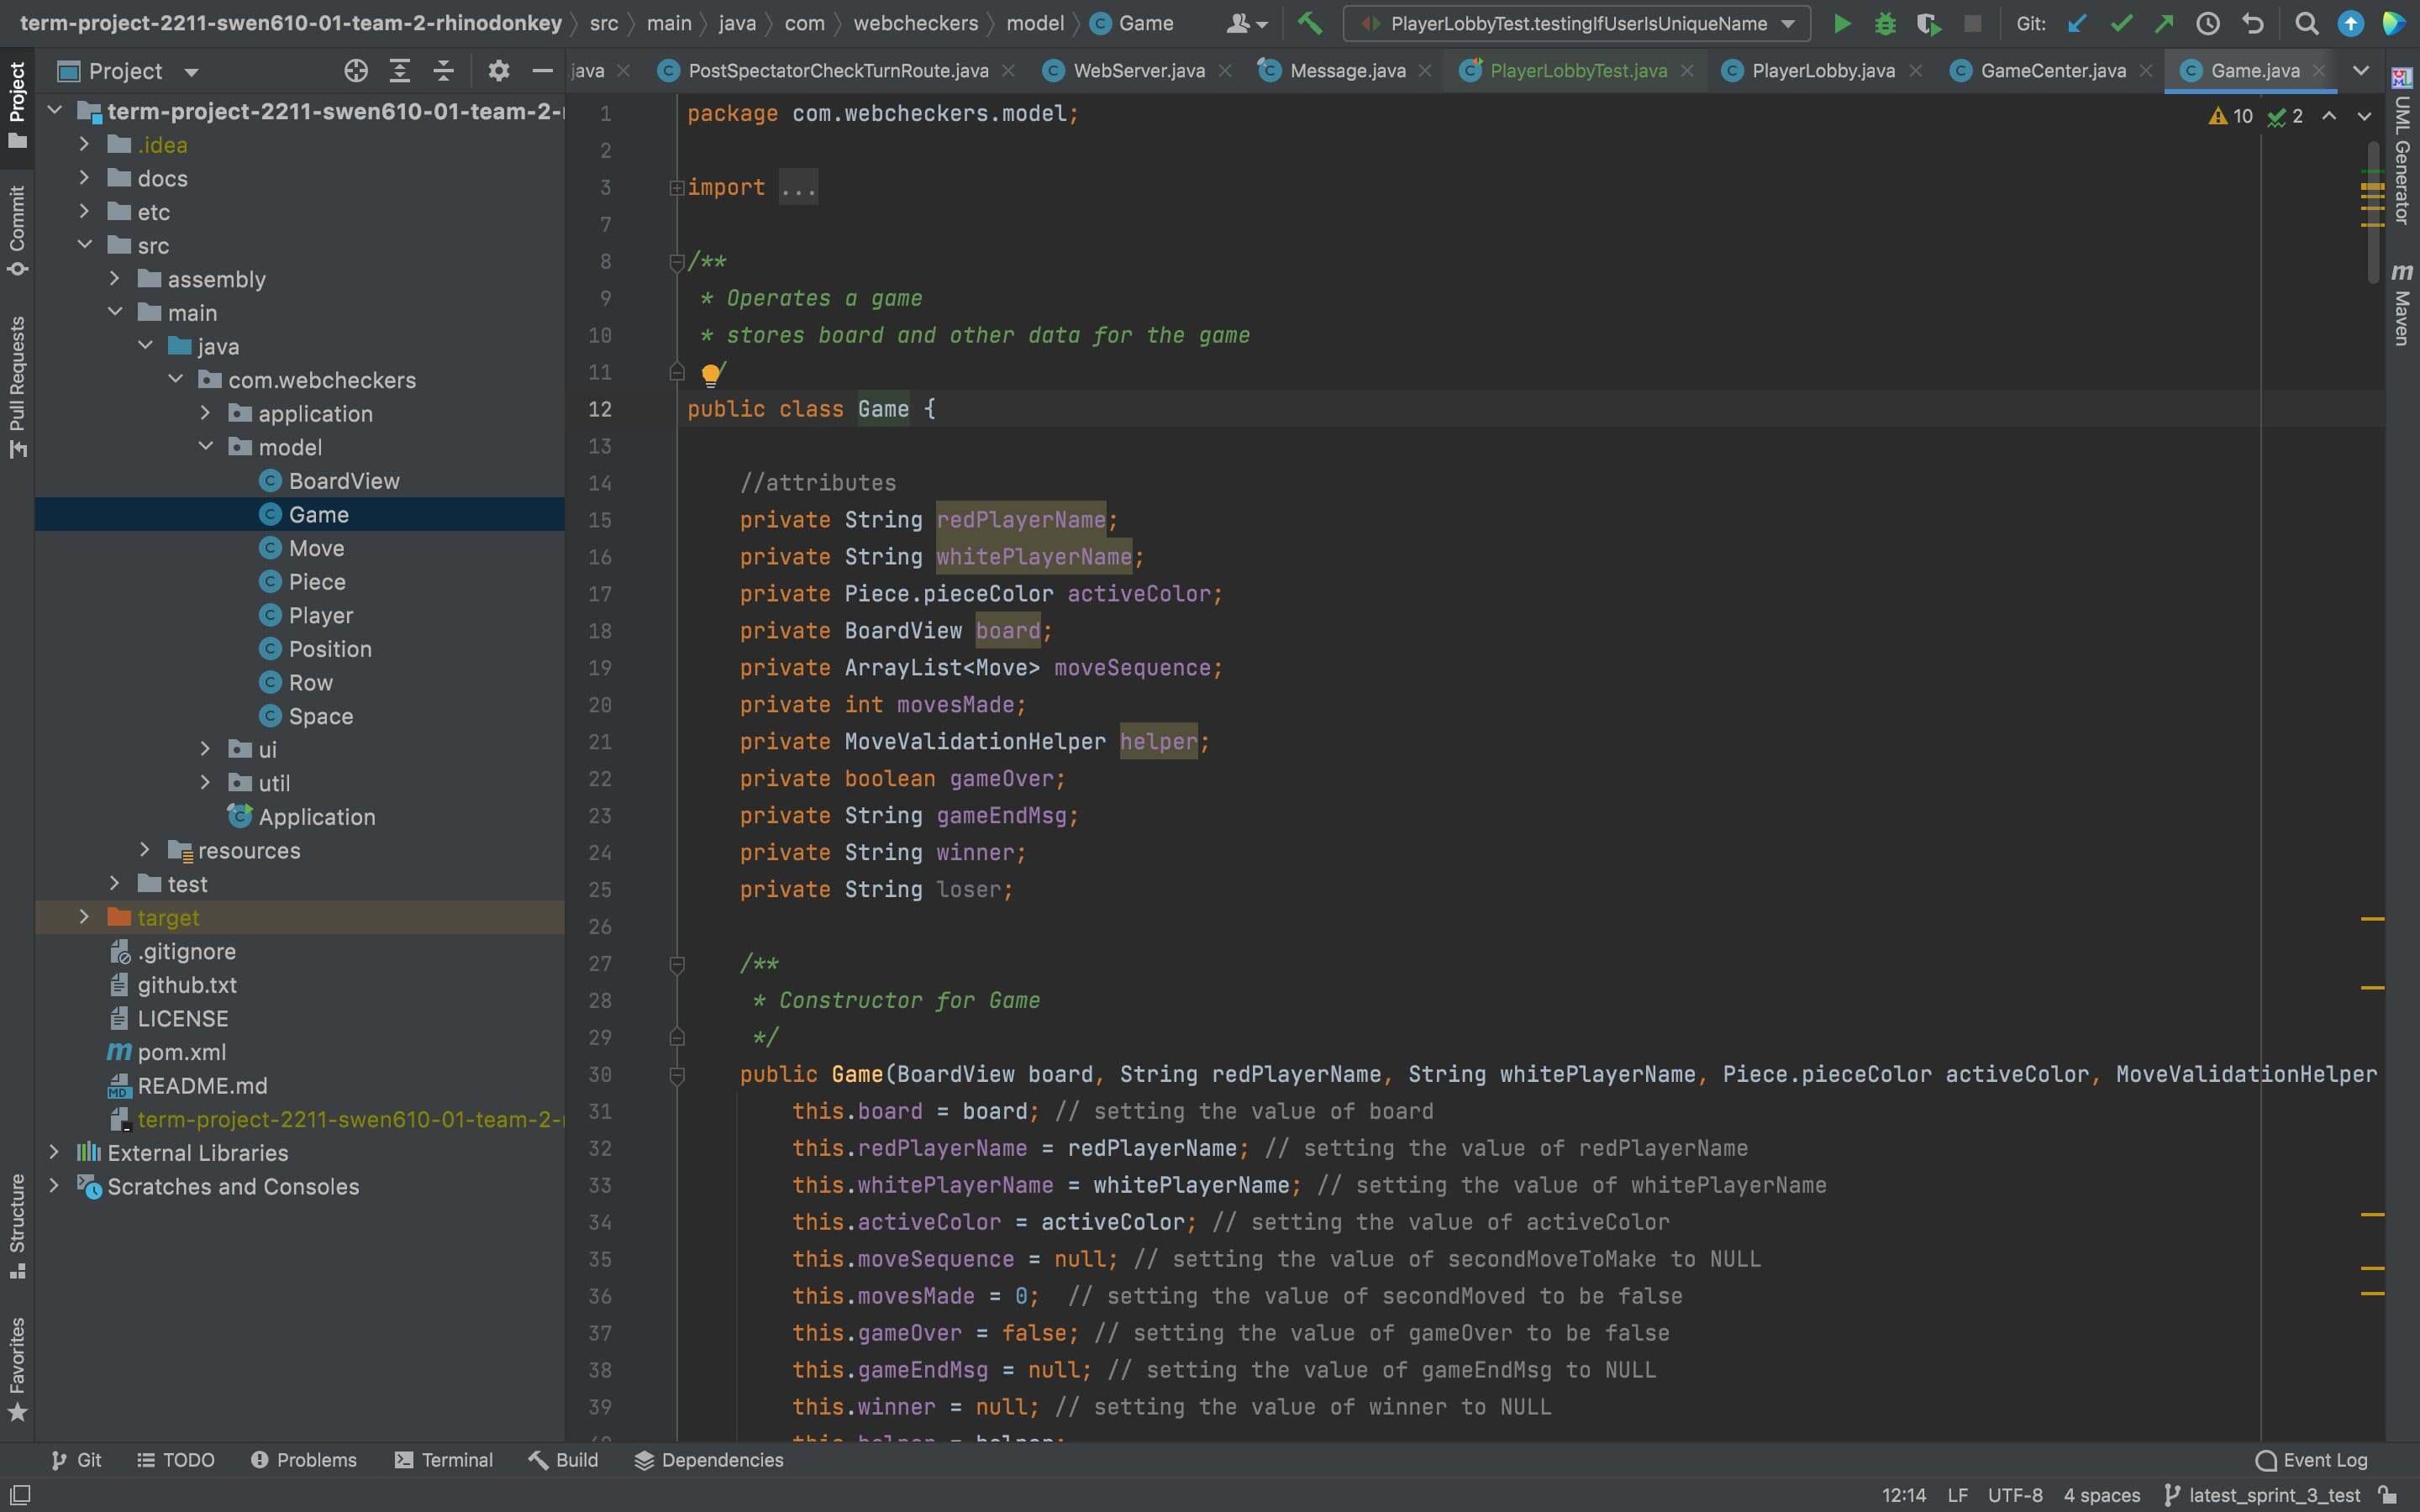 term-project-2211-swen610-01-team-2-rhinodonkey
src
main
java
com
webcheckers
model
Game
PlayerLobbyTest.testingIfUserIsUniqueName
Git:
Project
.java
PostSpectatorCheckTurnRoute.java
WebServer.java
Message.java
PlayerLobbyTest.java
PlayerLobby.java
GameCenter.java
Game.java
Project
Commit
Pull Requests
Structure
Favorites
term-project-2211-swen610-01-team-2-
.idea
docs
etc
src
assembly
main
java
com.webcheckers
application
model
BoardView
Game
Move
Piece
Player
Position
Row
Space
ui
util
Application
resources
test
target
.gitignore
github.txt
LICENSE
pom.xml
README.md
term-project-2211-swen610-01-team-2-
External Libraries
Scratches and Consoles
10 2
1 package com.webcheckers.model;
2
3 import ...
7
8 /**
9 * Operates a game
10 * stores board and other data for the game
11 /
12 public class Game {
13
14 //attributes
15 private String redPlayerName;
16 private String whitePlayerName;
17 private Piece.pieceColor activeColor;
18 private BoardView board;
19 private ArrayList<Move> moveSequence;
20 private int movesMade;
21 private MoveValidationHelper helper;
22 private boolean gameOver;
23 private String gameEndMsg;
24 private String winner;
25 private String loser;
26
27 /**
28 * Constructor for Game
29 */
30 public Game(BoardView board, String redPlayerName, String whitePlayerName, Piece.pieceColor activeColor, MoveValidationHelper
31 this.board = board; // setting the value of board
32 this.redPlayerName = redPlayerName; // setting the value of redPlayerName
33 this.whitePlayerName = whitePlayerName; // setting the value of whitePlayerName
34 this.activeColor = activeColor; // setting the value of activeColor
35 this.moveSequence = null; // setting the value of secondMoveToMake to NULL
36 this.movesMade = 0;  // setting the value of secondMoved to be false
37 this.gameOver = false; // setting the value of gameOver to be false
38 this.gameEndMsg = null; // setting the value of gameEndMsg to NULL
39 this.winner = null; // setting the value of winner to NULL
UML Generator
Maven
Git
TODO
Problems
Terminal
Build
Dependencies
Event Log
12:14 LF UTF-8 4 spaces latest_sprint_3_test